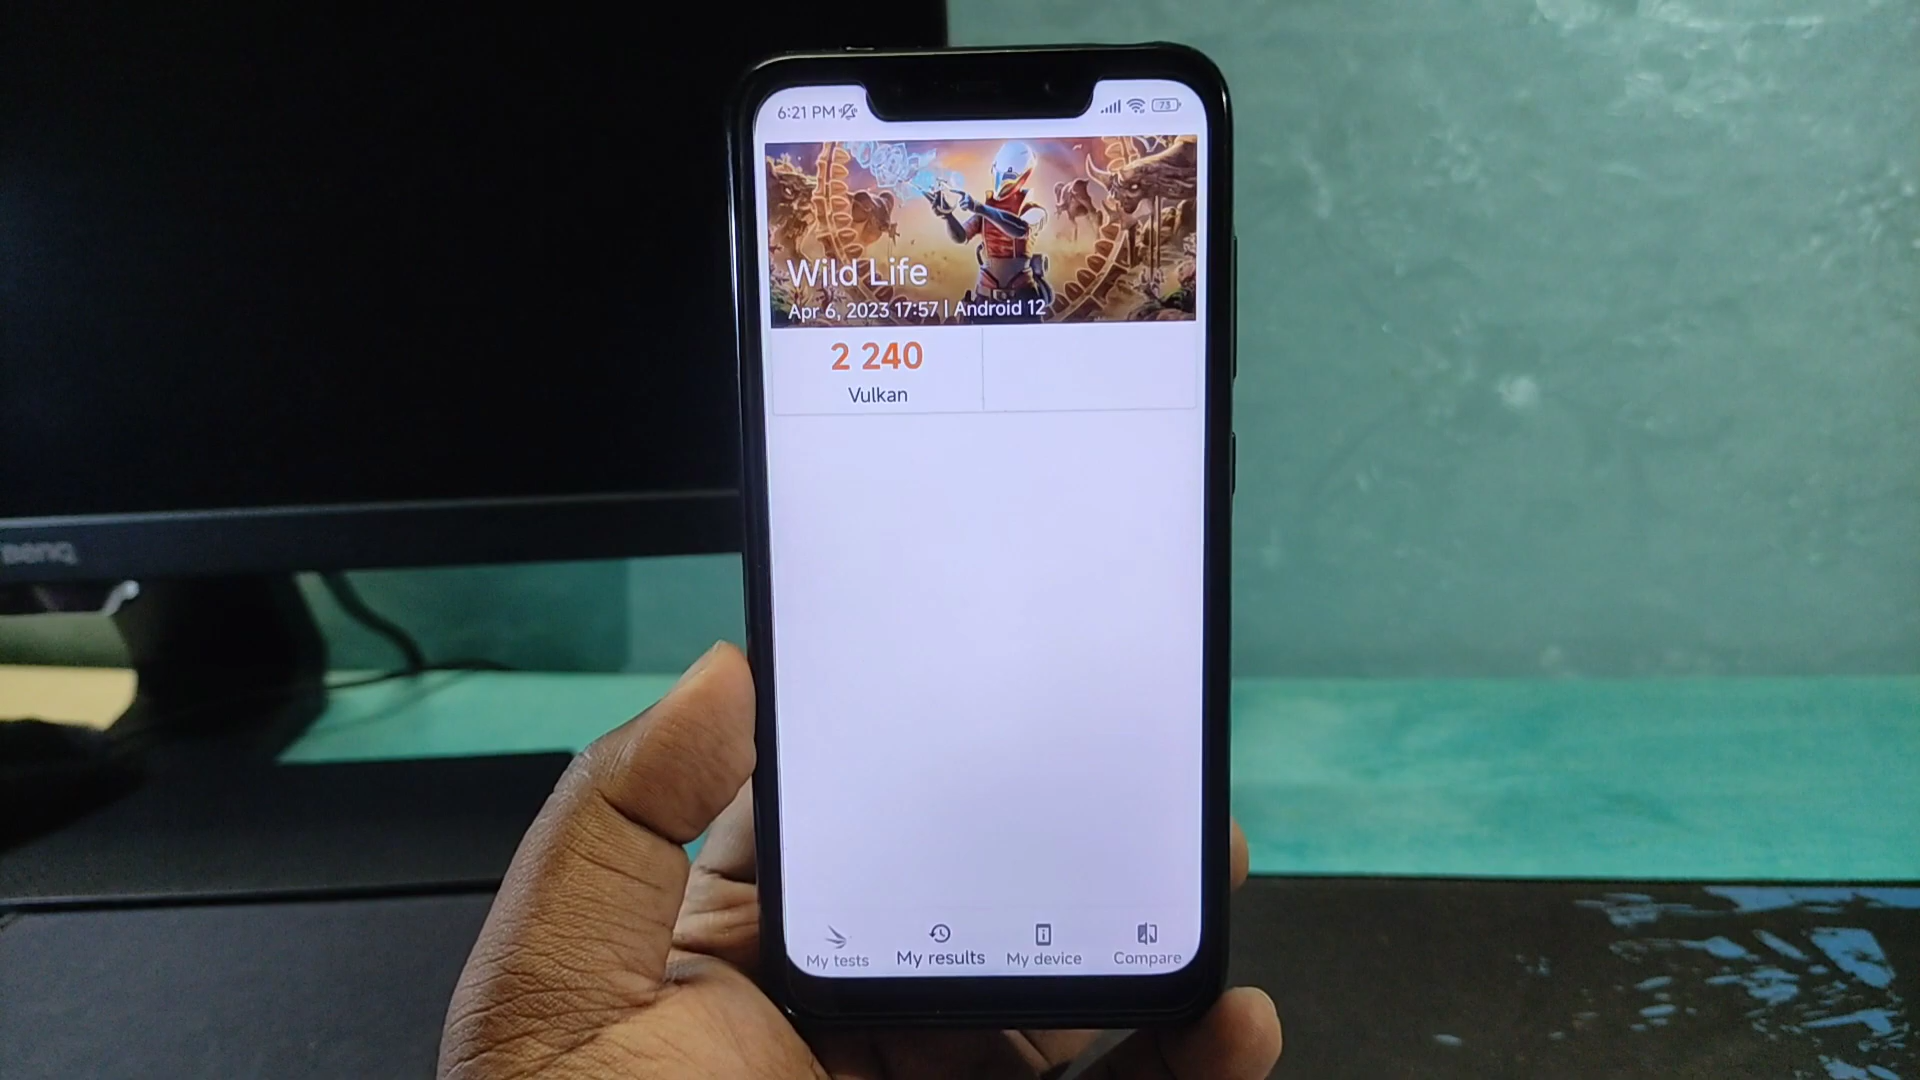 6:21 PM
73
Wild Life
Apr 6, 2023 17:57 | Android 12
2 240
Vulkan
My tests
My results
My device
Compare
BenQ